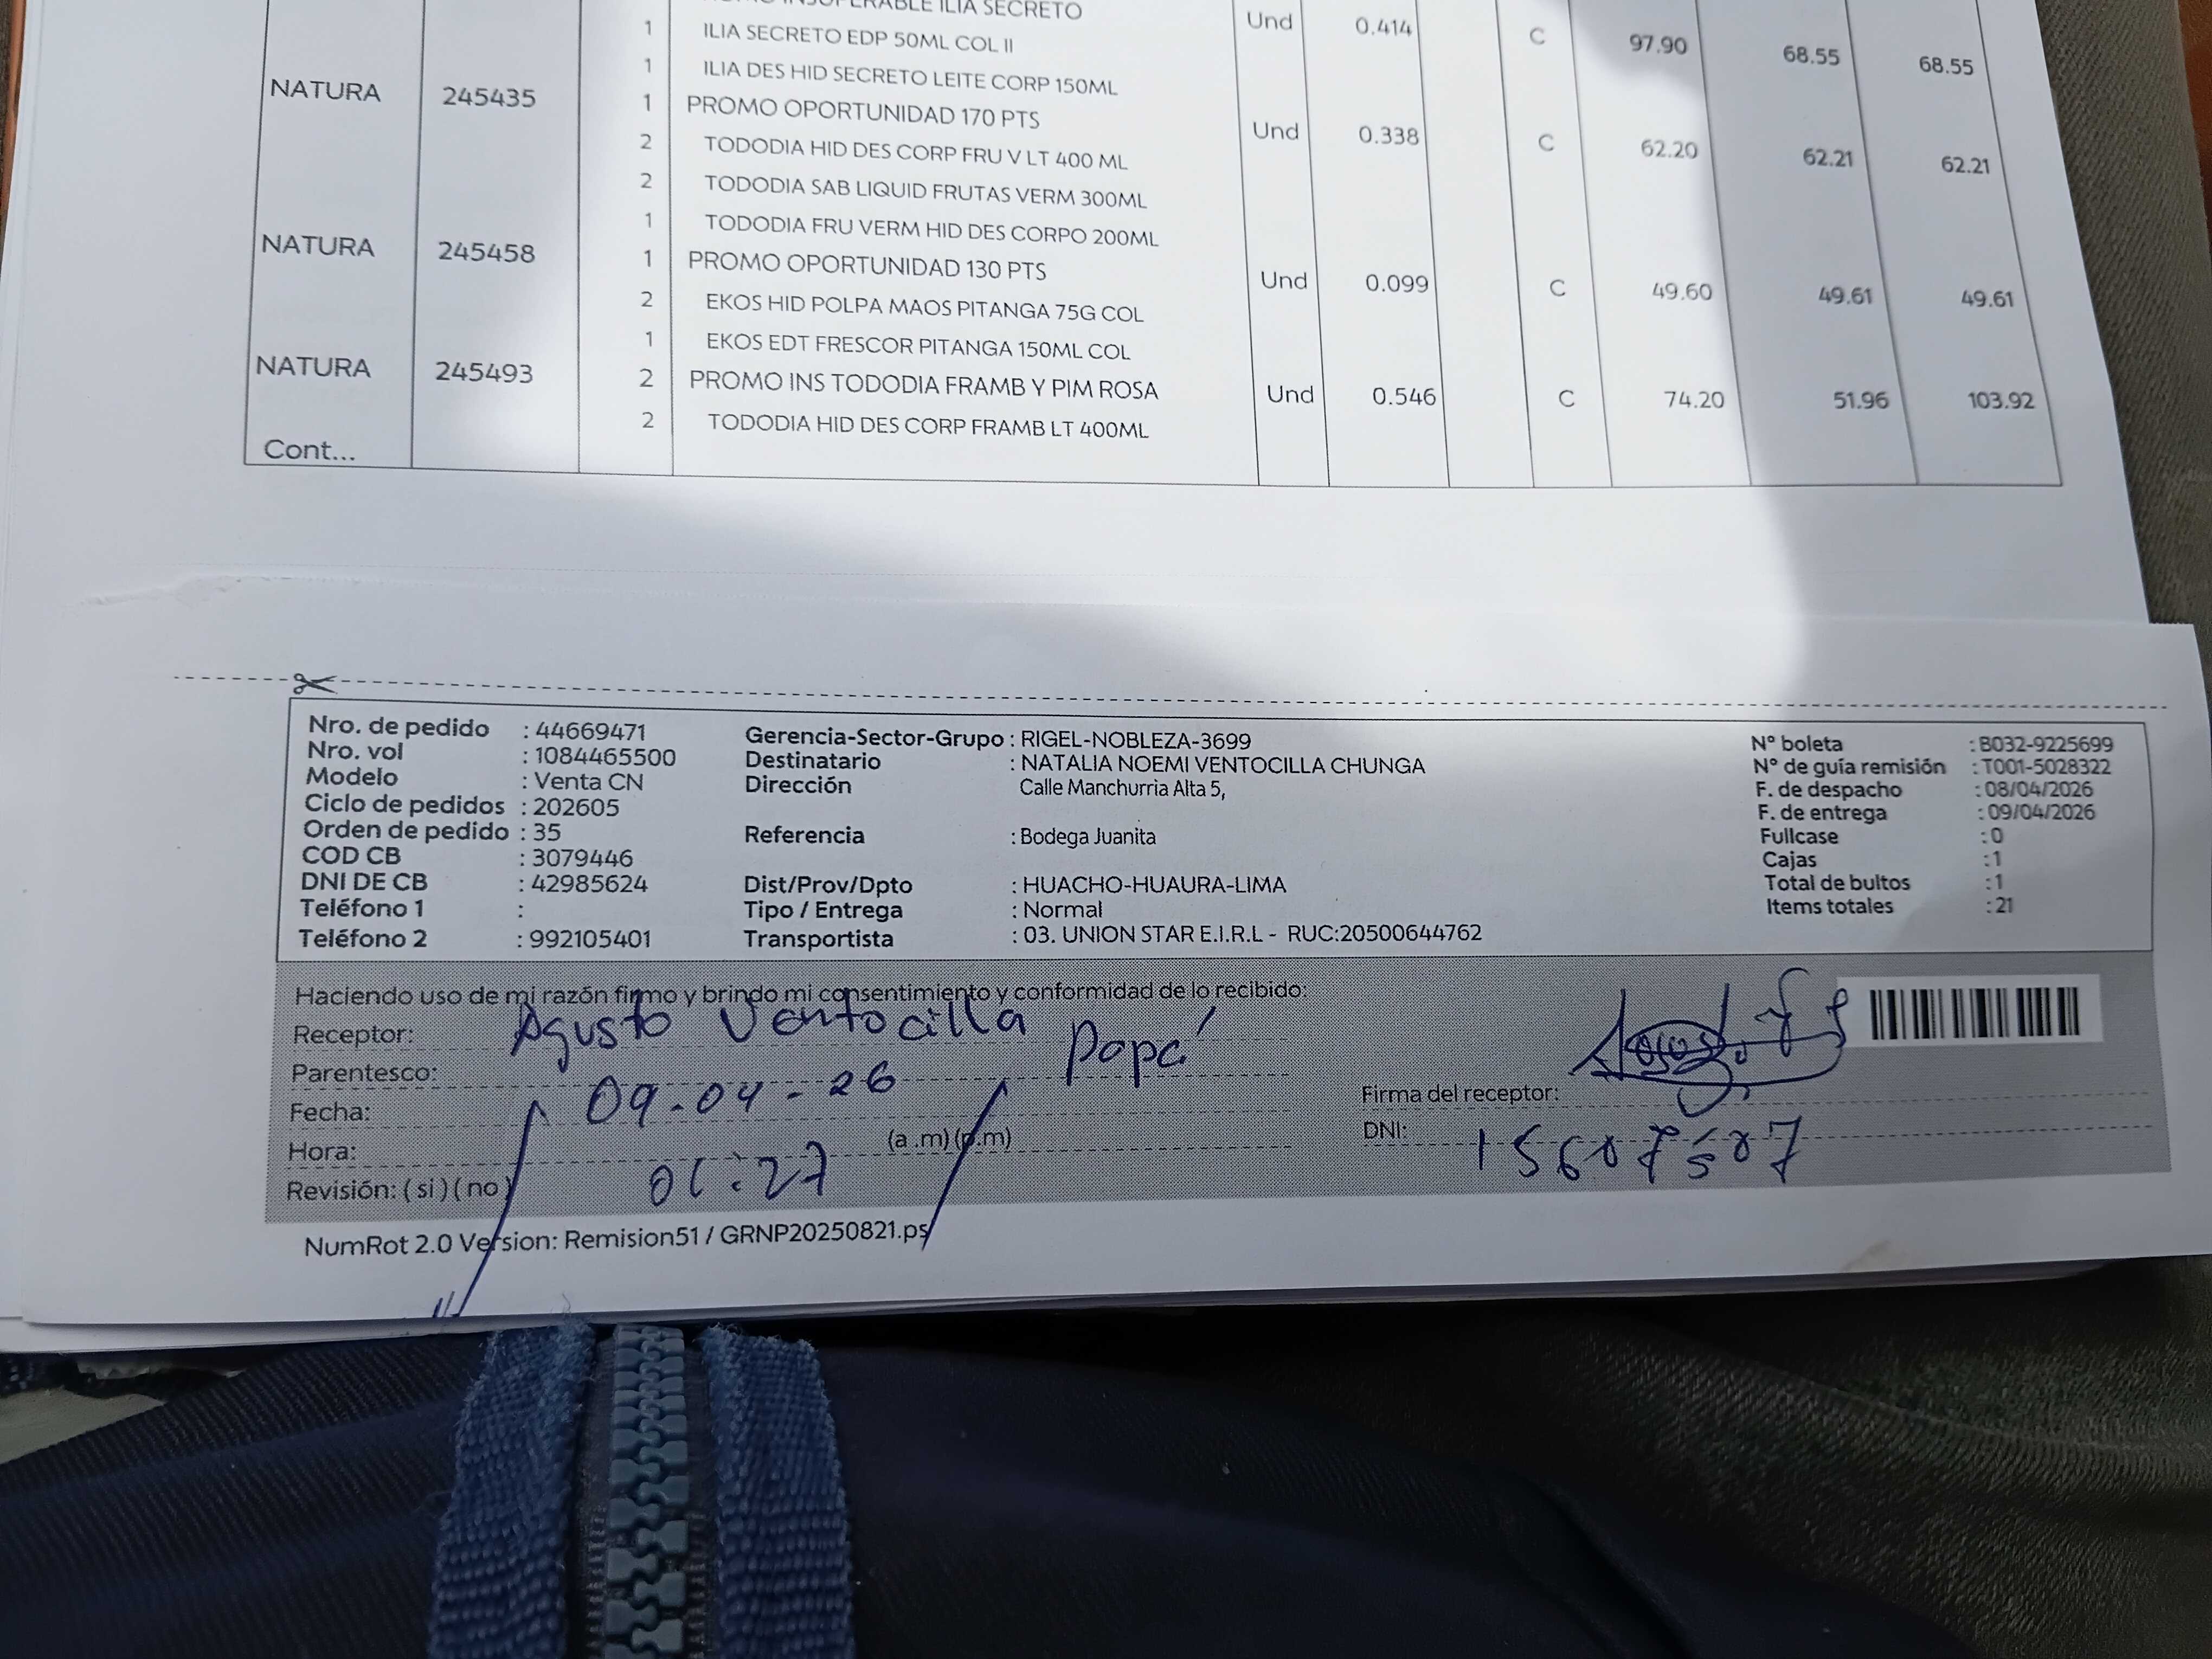 ILIA SECRETO
1 ILIA SECRETO EDP 50ML COL II Und 0.414 C 97.90 68.55 68.55
1 ILIA DES HID SECRETO LEITE CORP 150ML
NATURA 245435 1 PROMO OPORTUNIDAD 170 PTS Und 0.338 C 62.20 62.21 62.21
2 TODODIA HID DES CORP FRU V LT 400 ML
2 TODODIA SAB LIQUID FRUTAS VERM 300ML
1 TODODIA FRU VERM HID DES CORPO 200ML
NATURA 245458 1 PROMO OPORTUNIDAD 130 PTS Und 0.099 C 49.60 49.61 49.61
2 EKOS HID POLPA MAOS PITANGA 75G COL
1 EKOS EDT FRESCOR PITANGA 150ML COL
NATURA 245493 2 PROMO INS TODODIA FRAMB Y PIM ROSA Und 0.546 C 74.20 51.96 103.92
2 TODODIA HID DES CORP FRAMB LT 400ML
Cont...
Nro. de pedido : 44669471 Gerencia-Sector-Grupo : RIGEL-NOBLEZA-3699 N° boleta : B032-9225699
Nro. vol : 1084465500 Destinatario : NATALIA NOEMI VENTOCILLA CHUNGA N° de guía remisión : T001-5028322
Modelo : Venta CN Dirección Calle Manchurria Alta 5, F. de despacho : 08/04/2026
Ciclo de pedidos : 202605 F. de entrega : 09/04/2026
Orden de pedido : 35 Referencia : Bodega Juanita Fullcase : 0
COD CB : 3079446 Cajas : 1
DNI DE CB : 42985624 Dist/Prov/Dpto : HUACHO-HUAURA-LIMA Total de bultos : 1
Teléfono 1 : Tipo / Entrega : Normal Items totales : 21
Teléfono 2 : 992105401 Transportista : 03. UNION STAR E.I.R.L - RUC:20500644762
Haciendo uso de mi razón firmo y brindo mi consentimiento y conformidad de lo recibido:
Receptor: Agusto Ventocilla
Parentesco: Papá
Fecha: 09-04-26 Firma del receptor:
Hora: 01:27 (a .m) (p.m) DNI: 15607507
Revisión: ( si ) ( no )
NumRot 2.0 Version: Remision51 / GRNP20250821.ps